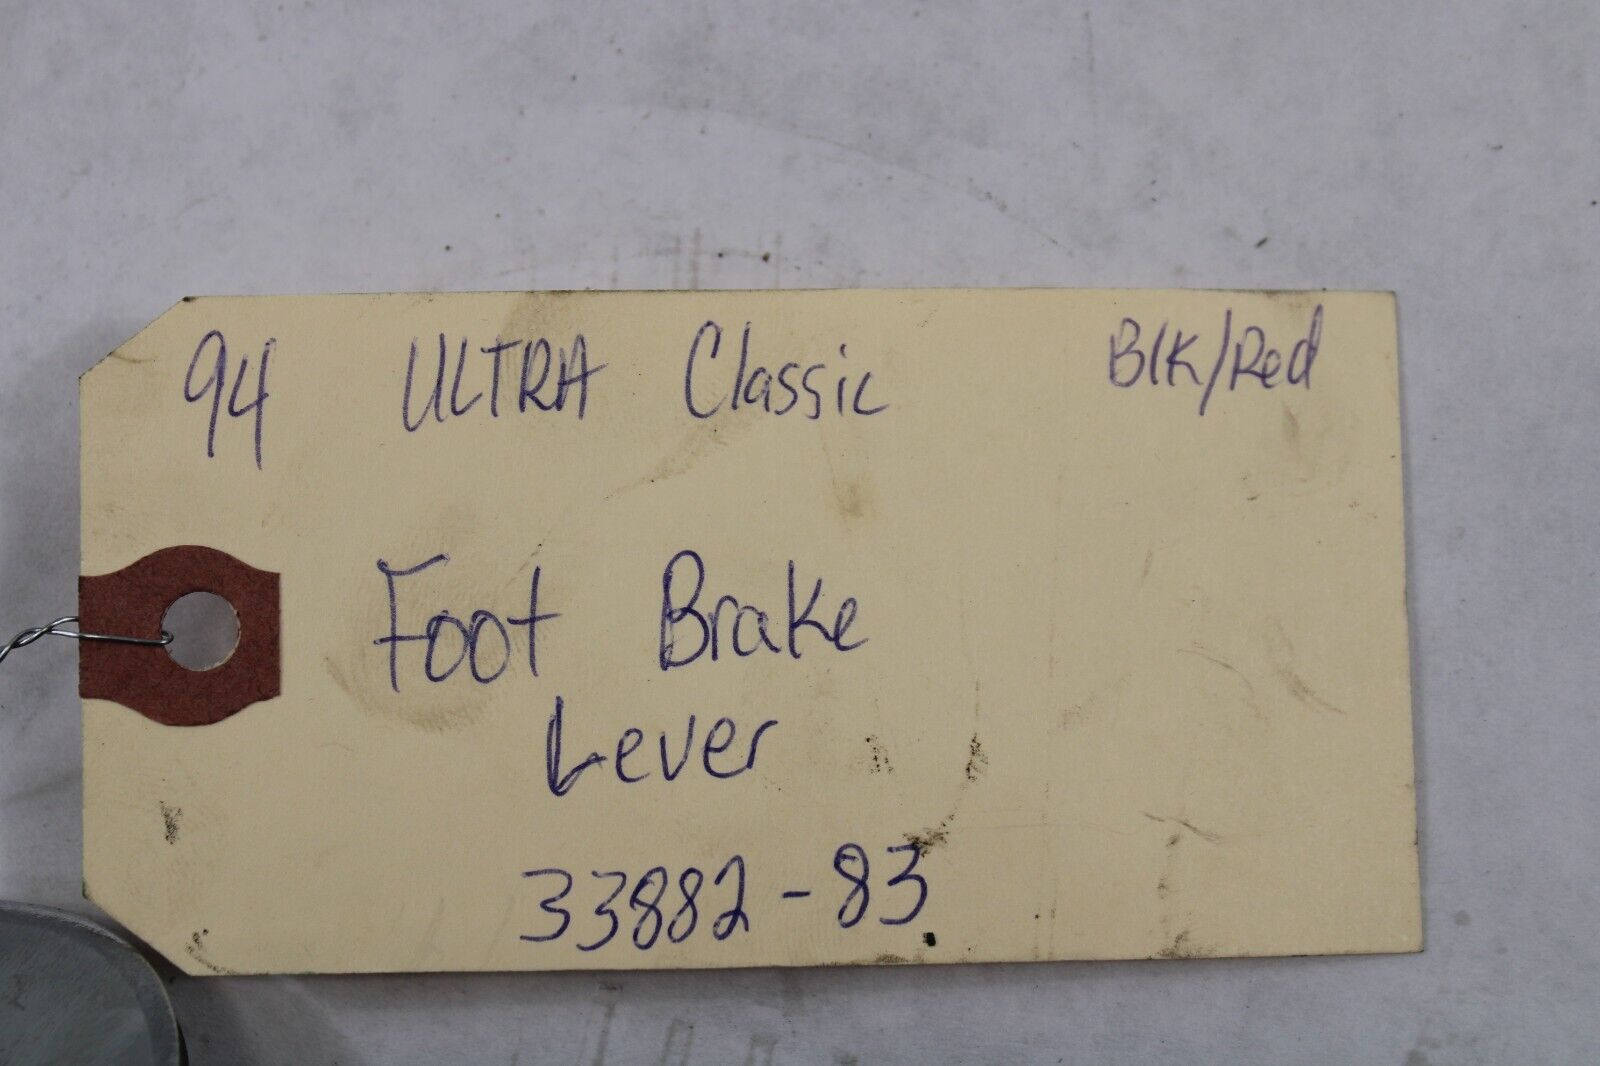 94 ULTRA Classic Blk/Red
Foot Brake
Lever
33882-83